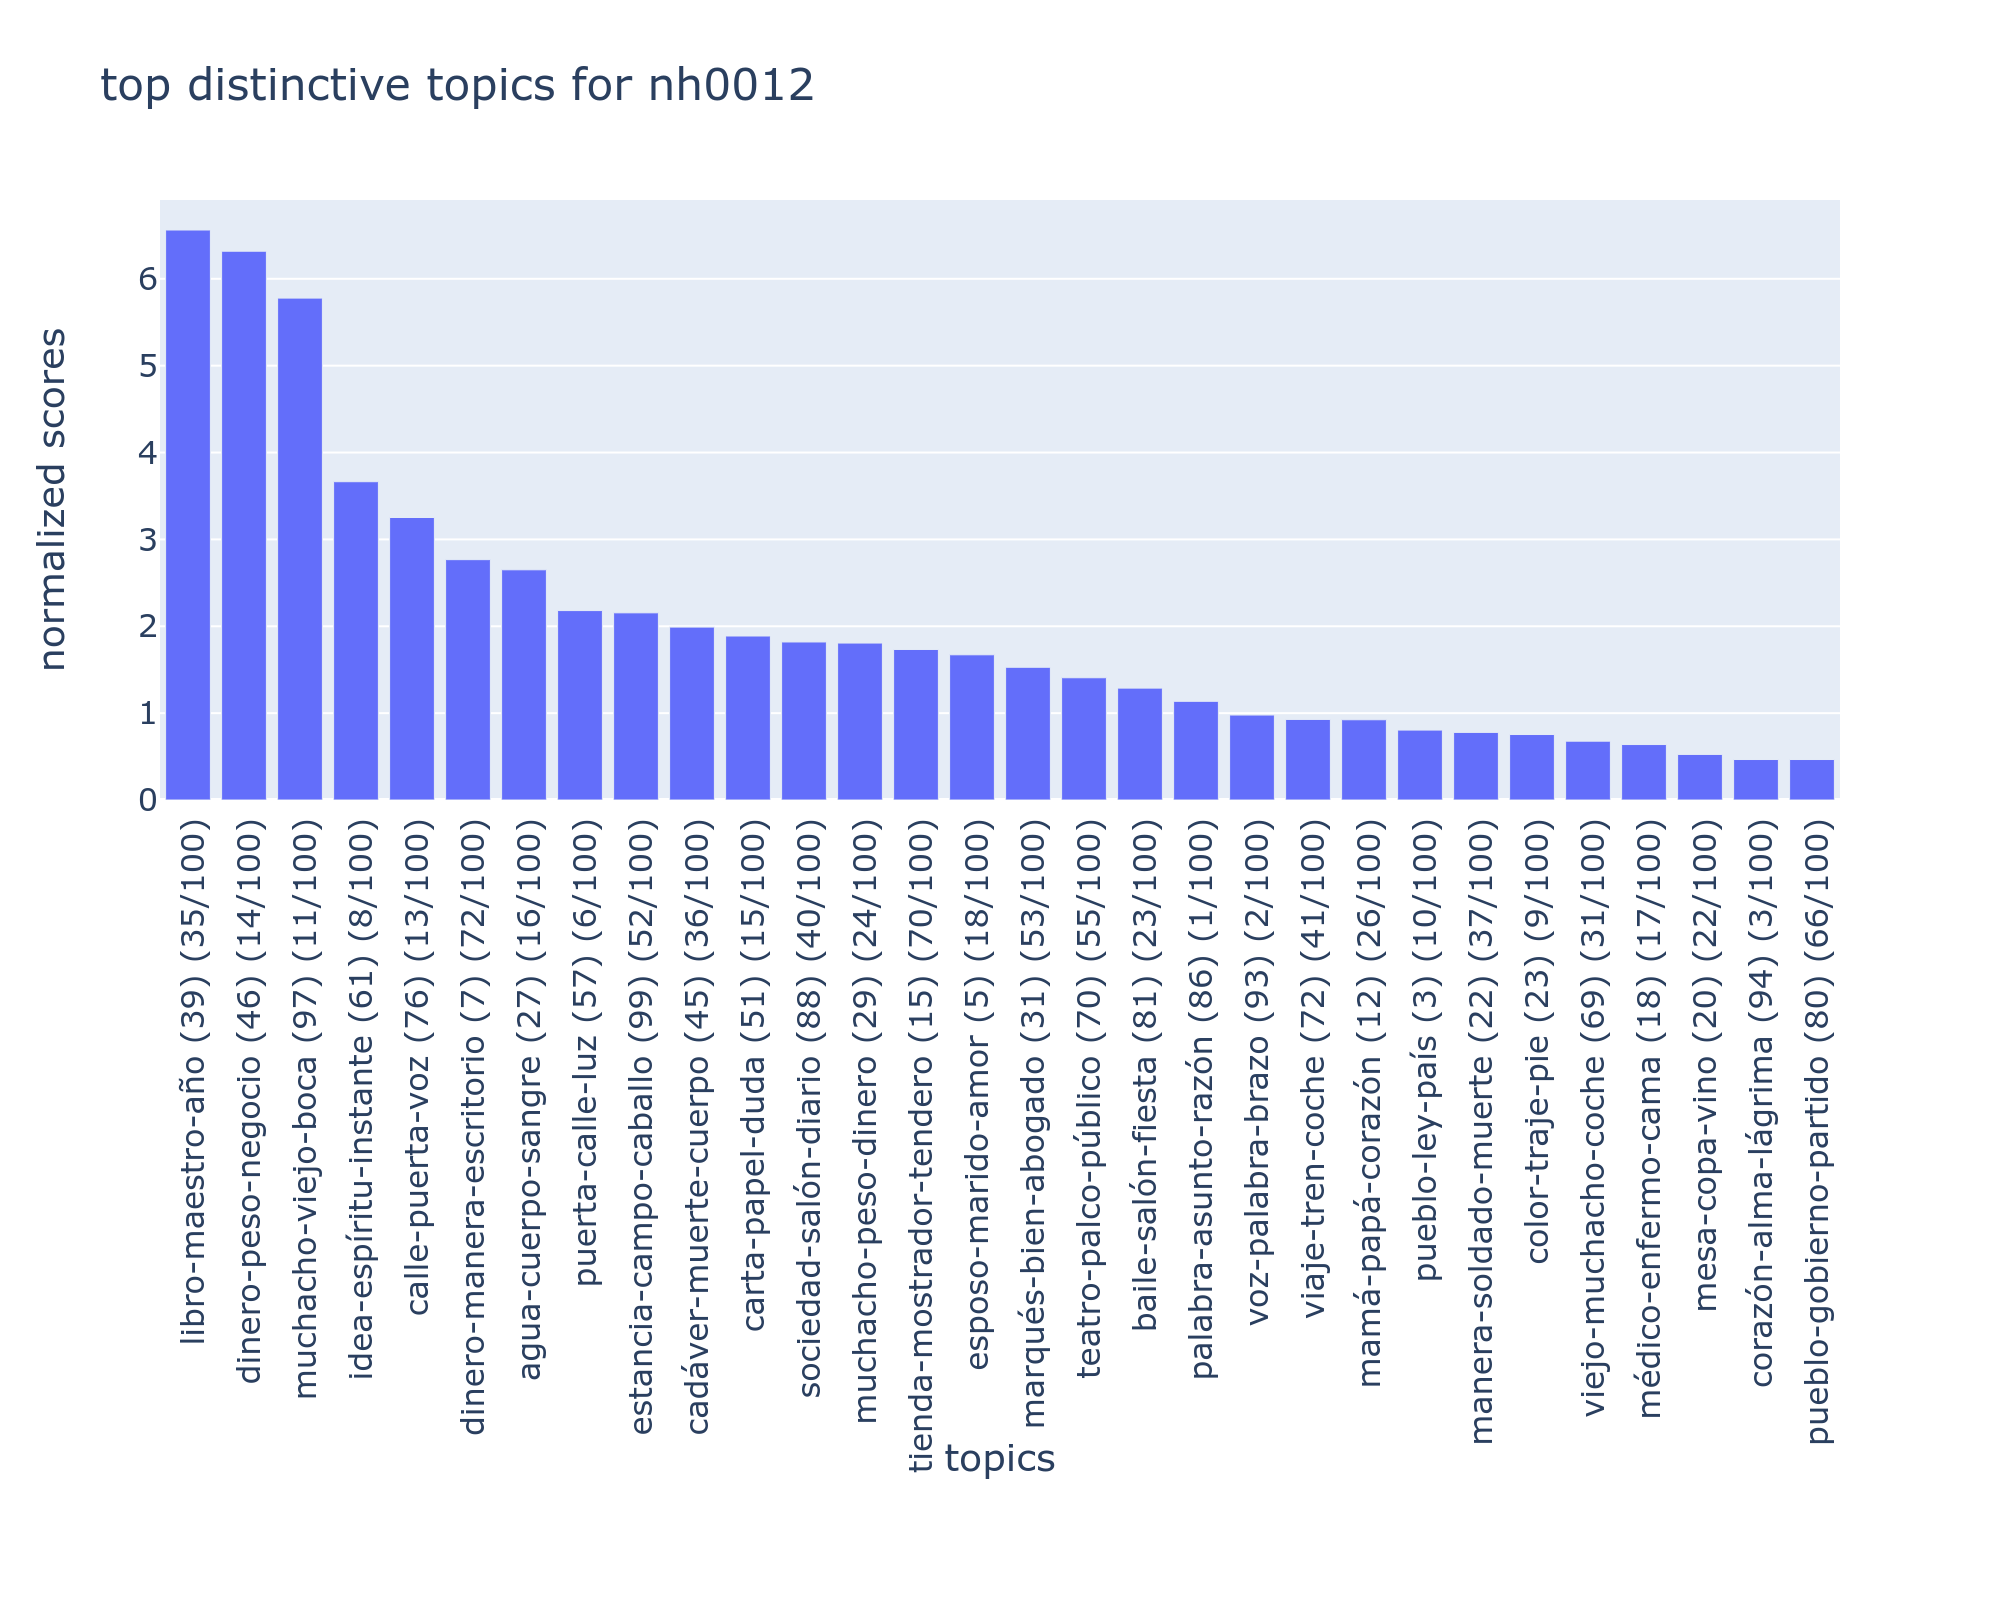 top distinctive topics for nh0012
normalized scores
6
5
4
3
2
1
0
libro-maestro-año (39) (35/100)
dinero-peso-negocio (46) (14/100)
muchacho-viejo-boca (97) (11/100)
idea-espíritu-instante (61) (8/100)
calle-puerta-voz (76) (13/100)
dinero-manera-escritorio (7) (72/100)
agua-cuerpo-sangre (27) (16/100)
puerta-calle-luz (57) (6/100)
estancia-campo-caballo (99) (52/100)
cadáver-muerte-cuerpo (45) (36/100)
carta-papel-duda (51) (15/100)
sociedad-salón-diario (88) (40/100)
muchacho-peso-dinero (29) (24/100)
tienda-mostrador-tendero (15) (70/100)
esposo-marido-amor (5) (18/100)
marqués-bien-abogado (31) (53/100)
teatro-palco-público (70) (55/100)
baile-salón-fiesta (81) (23/100)
palabra-asunto-razón (86) (1/100)
voz-palabra-brazo (93) (2/100)
viaje-tren-coche (72) (41/100)
mamá-papá-corazón (12) (26/100)
pueblo-ley-país (3) (10/100)
manera-soldado-muerte (22) (37/100)
color-traje-pie (23) (9/100)
viejo-muchacho-coche (69) (31/100)
médico-enfermo-cama (18) (17/100)
mesa-copa-vino (20) (22/100)
corazón-alma-lágrima (94) (3/100)
pueblo-gobierno-partido (80) (66/100)
topics